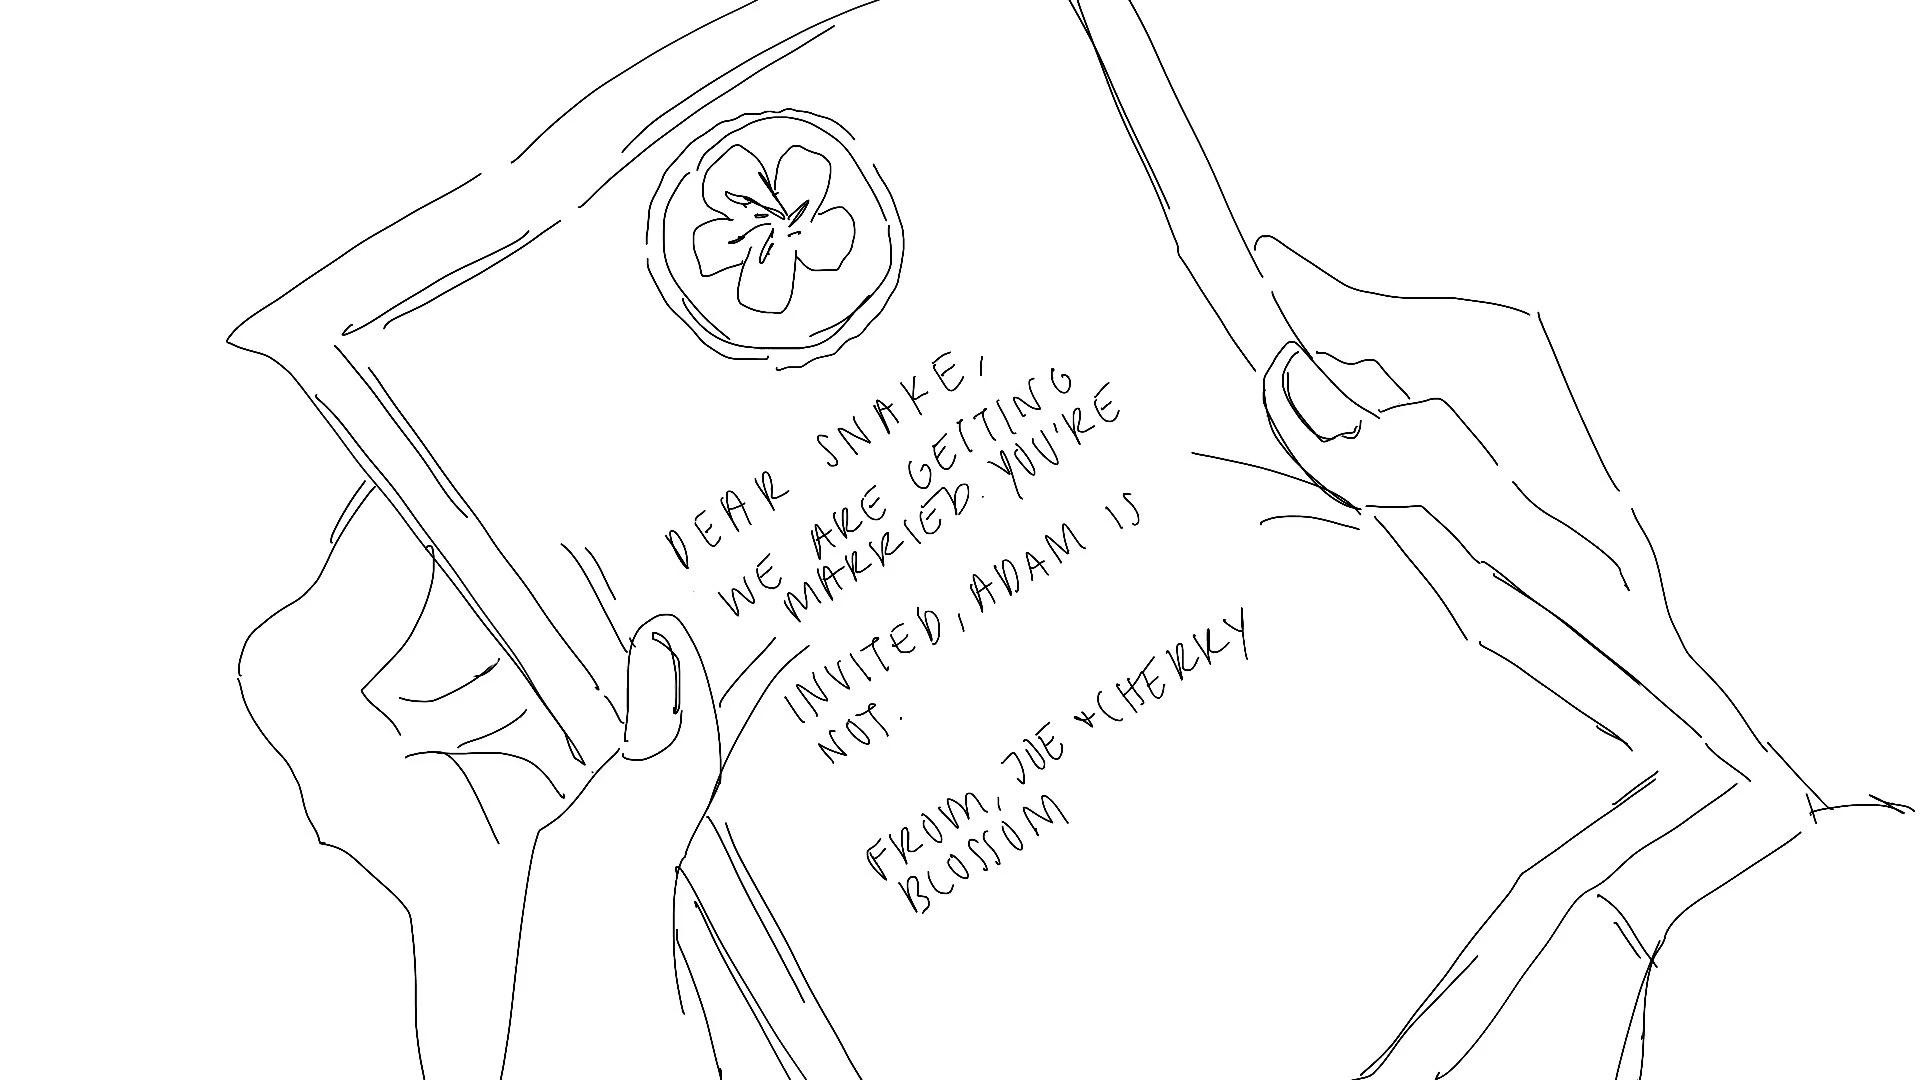 DEAR SNAKE,
WE ARE GETTING
MARRIED. YOU'RE
INVITED, ADAM IS
NOT.
FROM, JOE & CHERRY
BLOSSOM